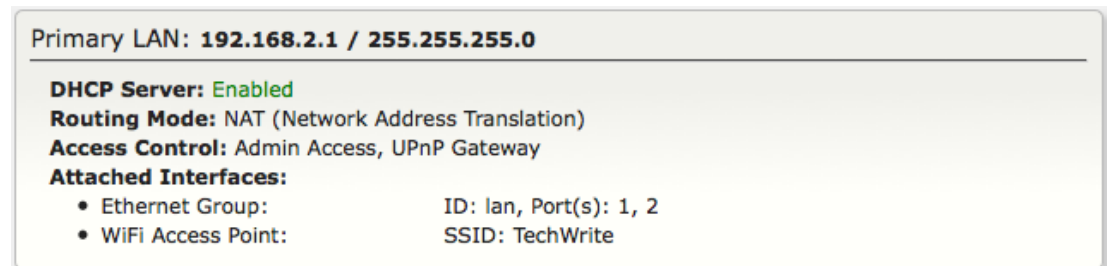 Primary LAN: 192.168.2.1 / 255.255.255.0
DHCP Server: Enabled
Routing Mode: NAT (Network Address Translation)
Access Control: Admin Access, UPnP Gateway
Attached Interfaces:
• Ethernet Group: ID: lan, Port(s): 1, 2
• WiFi Access Point: SSID: TechWrite